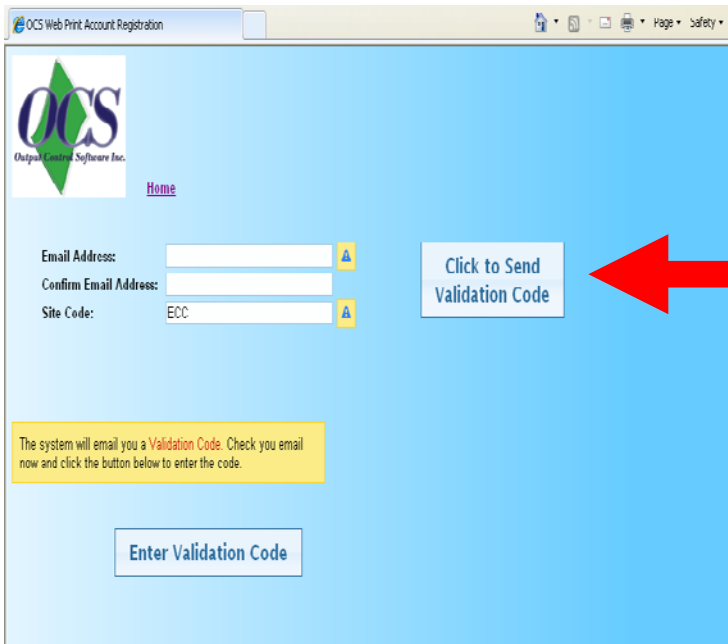 OCS Web Print Account Registration
Page
Safety
OCS
Output Control Software Inc.
Home
Email Address:
Confirm Email Address:
Site Code:
ECC
Click to Send
Validation Code
The system will email you a Validation Code. Check you email
now and click the button below to enter the code.
Enter Validation Code